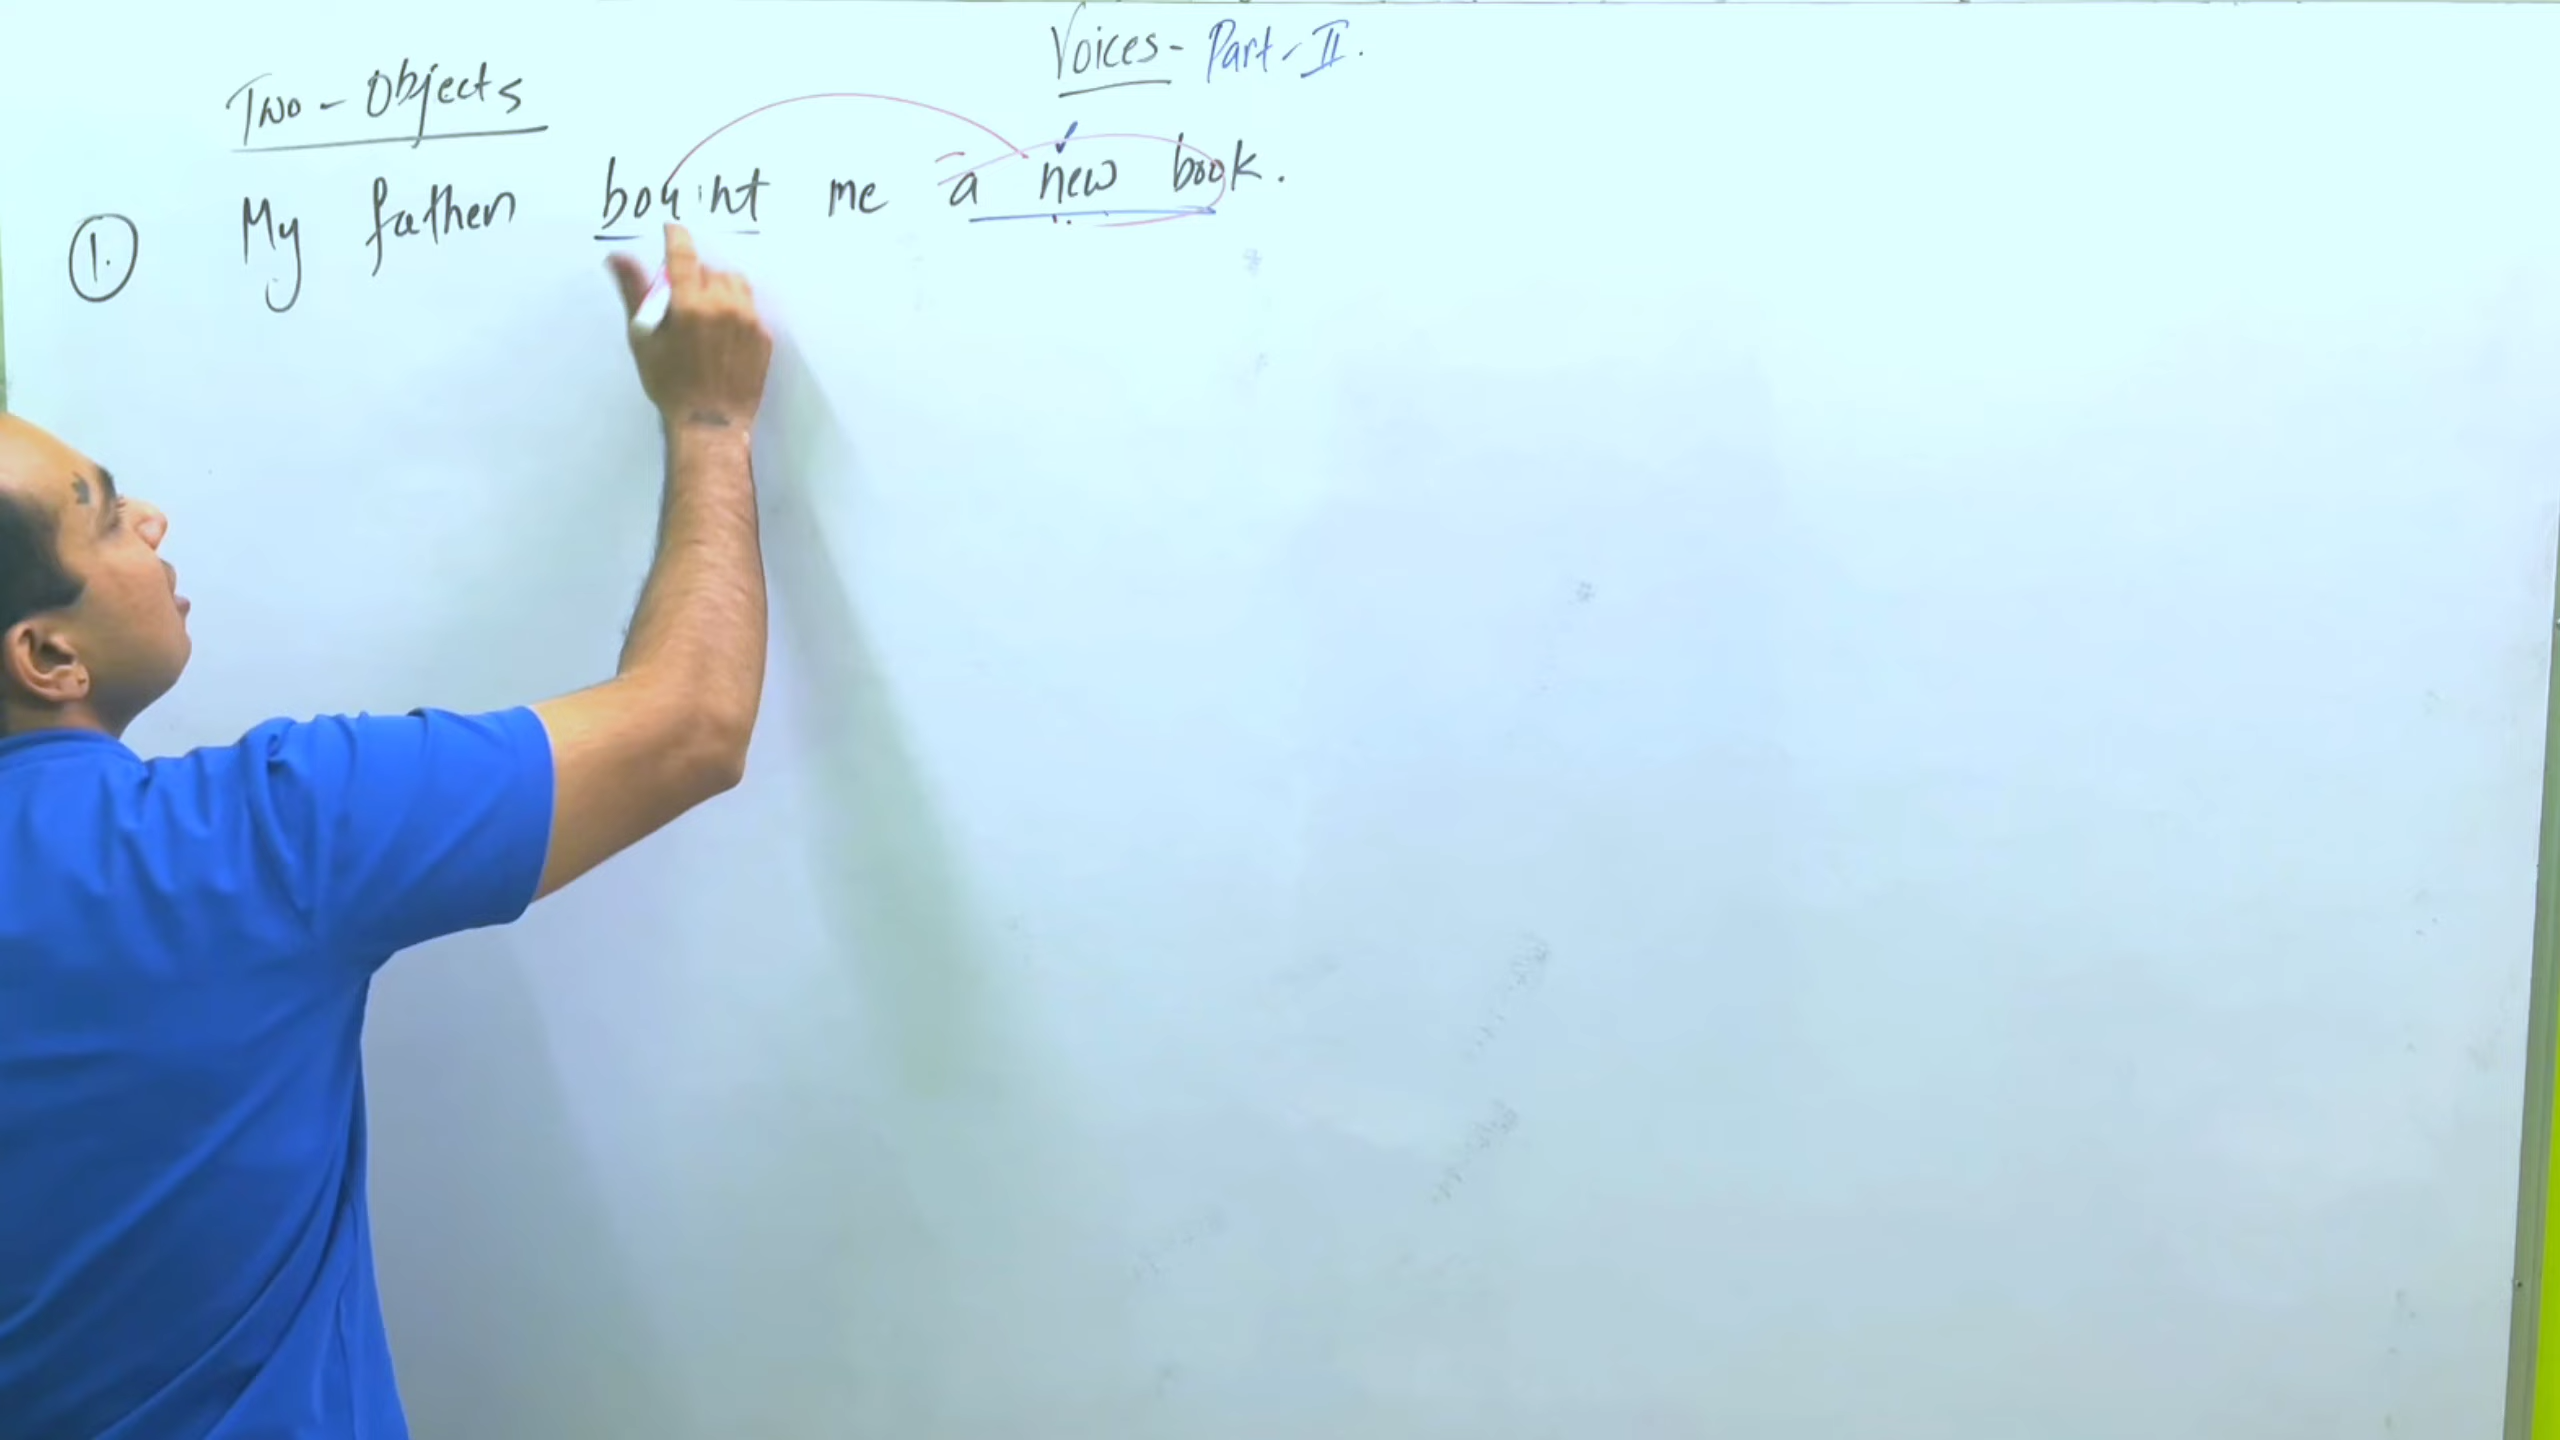 Voices - Part - II.
Two - Objects
1. My father bought me a new book.